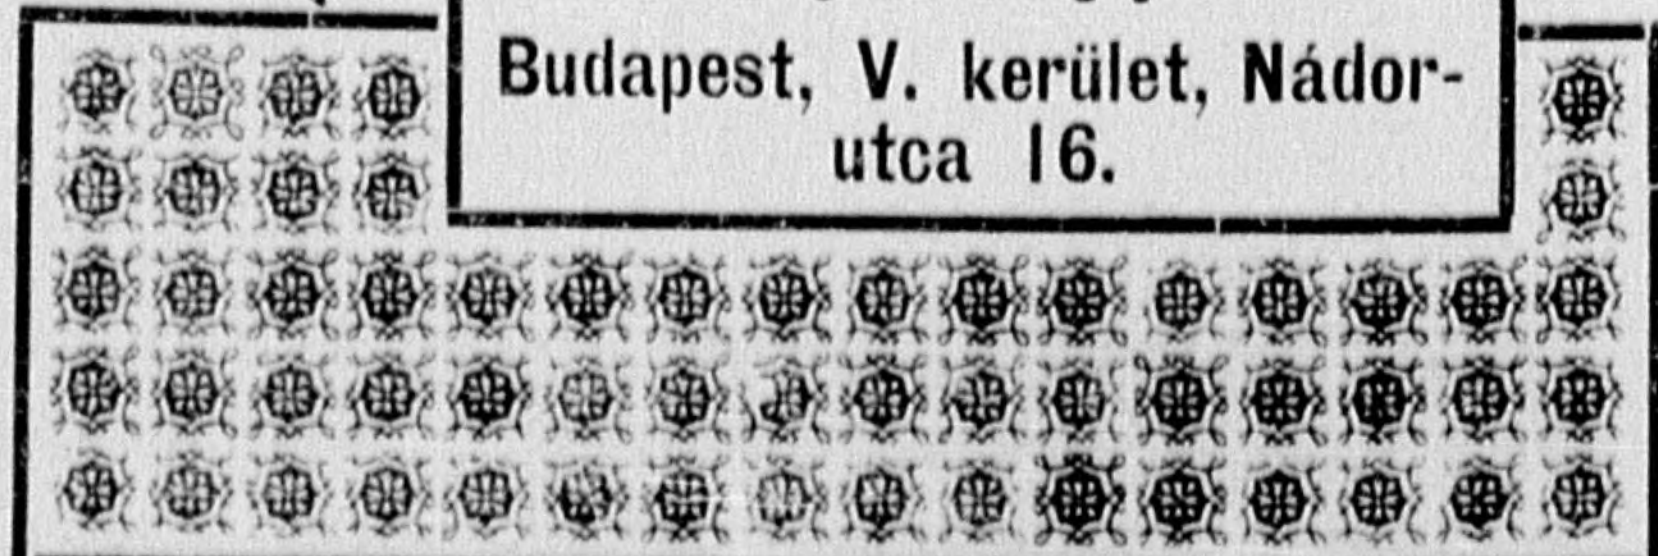 Budapest, V. kerület, Nádor-
utca 16.